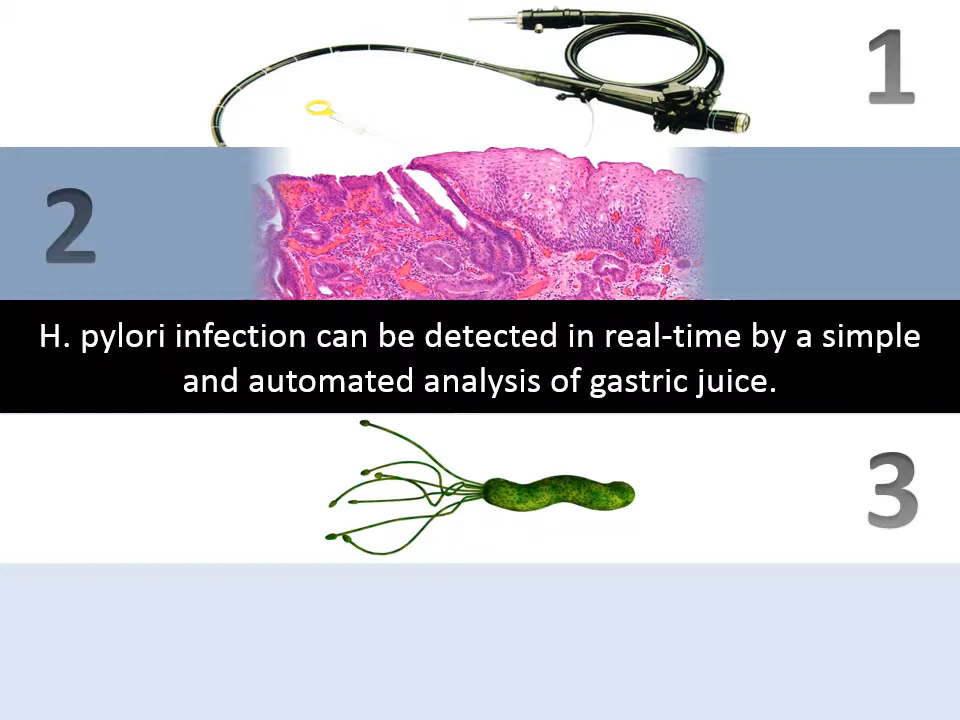 1
2
H. pylori infection can be detected in real-time by a simple
and automated analysis of gastric juice.
3